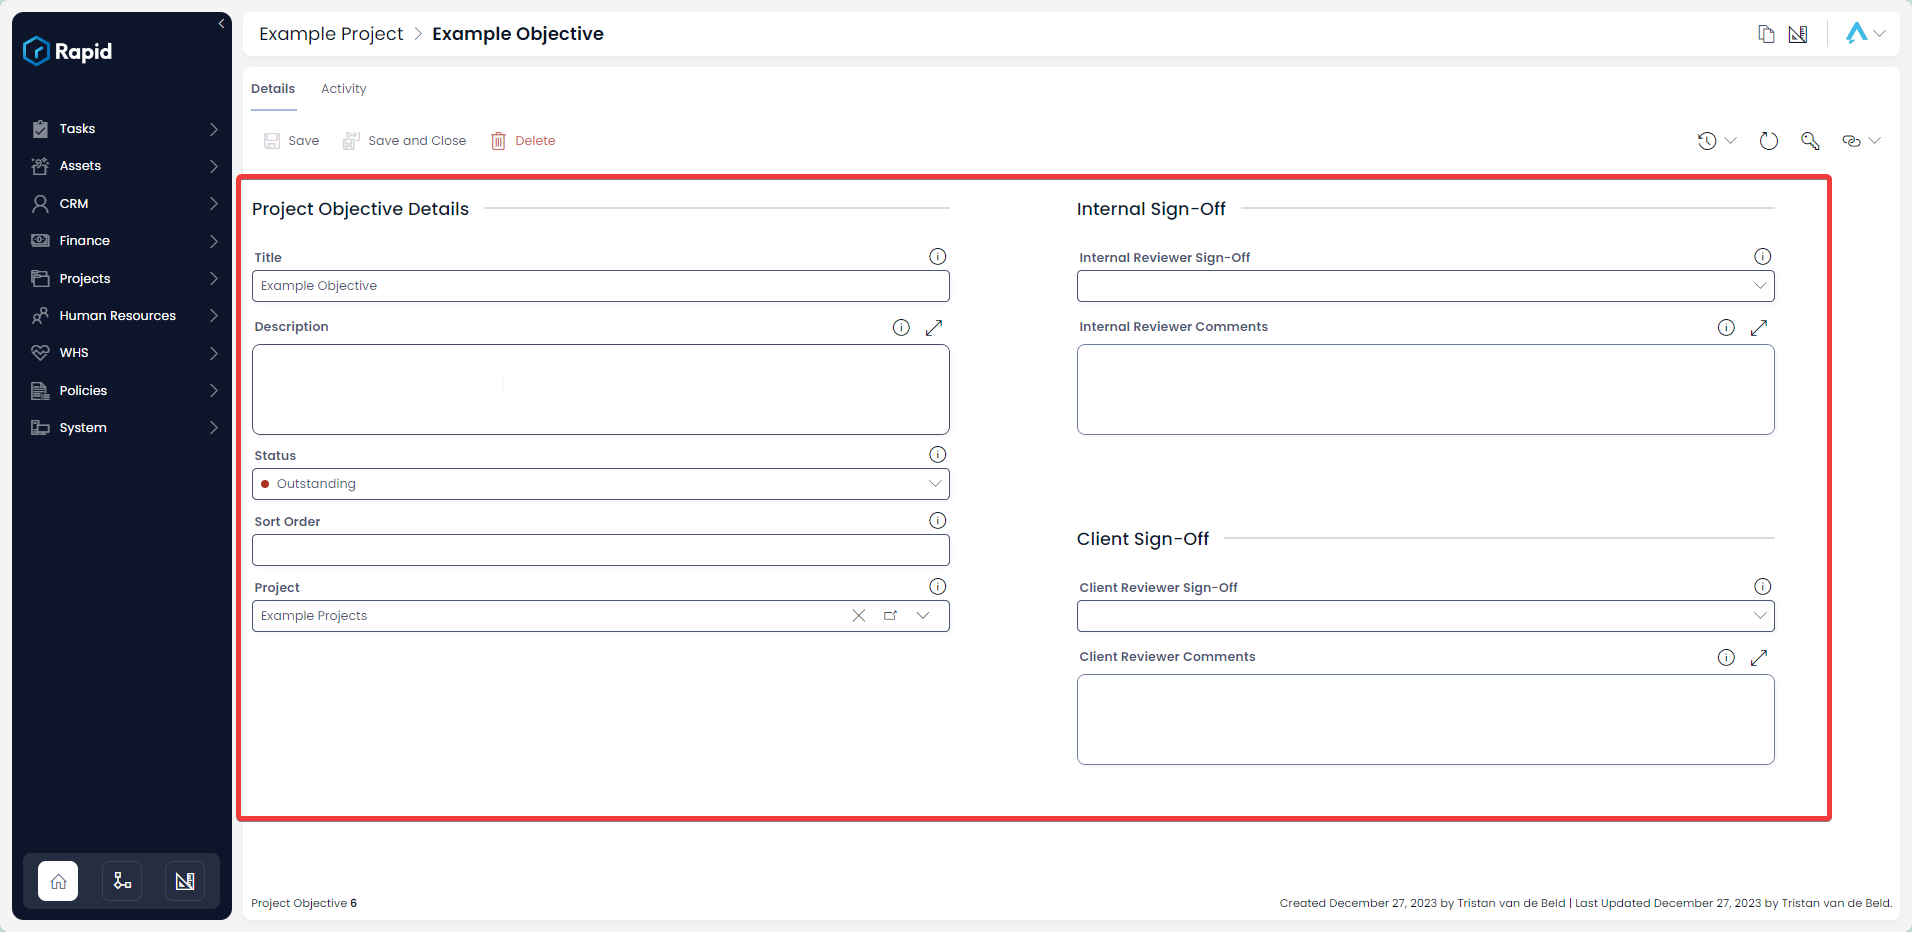 Rapid
Tasks
Assets
CRM
Finance
Projects
Human Resources
WHS
Policies
System
Example Project > Example Objective
Details Activity
Save Save and Close Delete
Project Objective Details
Title
Example Objective
Description
Status
Outstanding
Sort Order
Project
Example Projects
Internal Sign-Off
Internal Reviewer Sign-Off
Internal Reviewer Comments
Client Sign-Off
Client Reviewer Sign-Off
Client Reviewer Comments
Project Objective 6
Created December 27, 2023 by Tristan van de Beld | Last Updated December 27, 2023 by Tristan van de Beld.